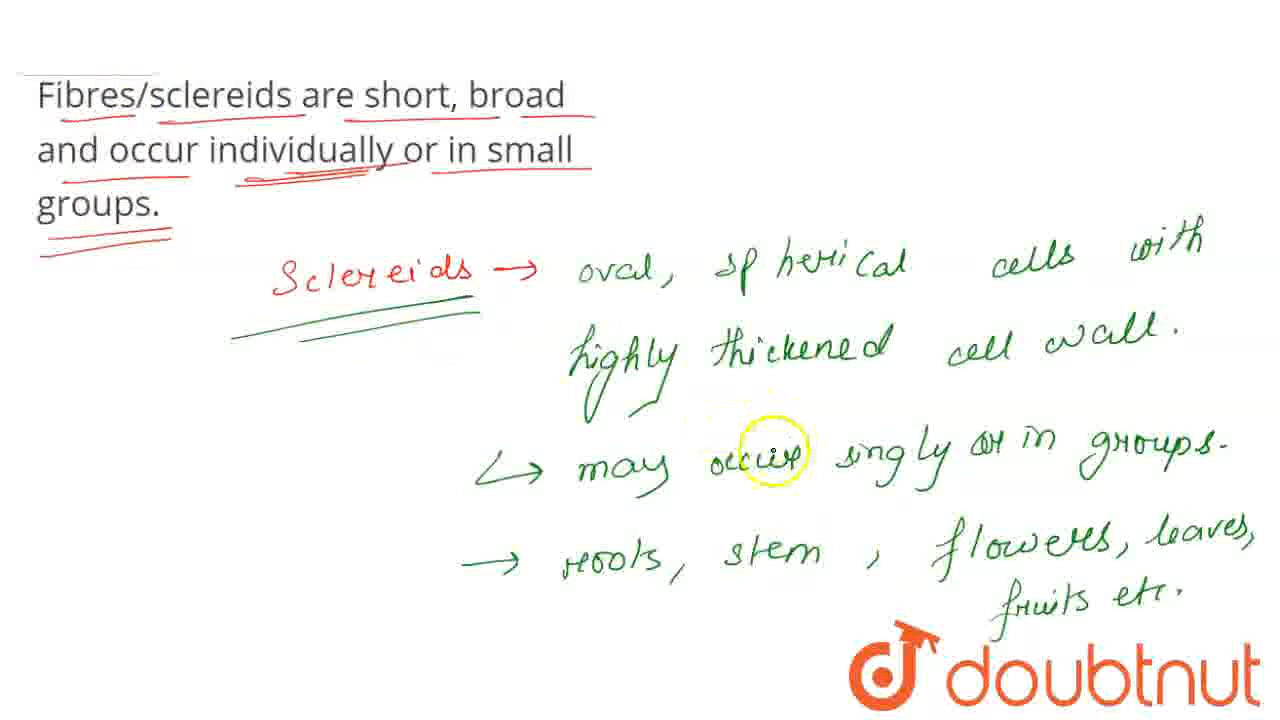 Fibres/sclereids are short, broad
and occur individually or in small
groups.
Sclereids → oval, spherical cells with
highly thickened cell wall.
↳ may occur singly or in groups.
→ roots, stem, flowers, leaves,
fruits etc.
doubtnut